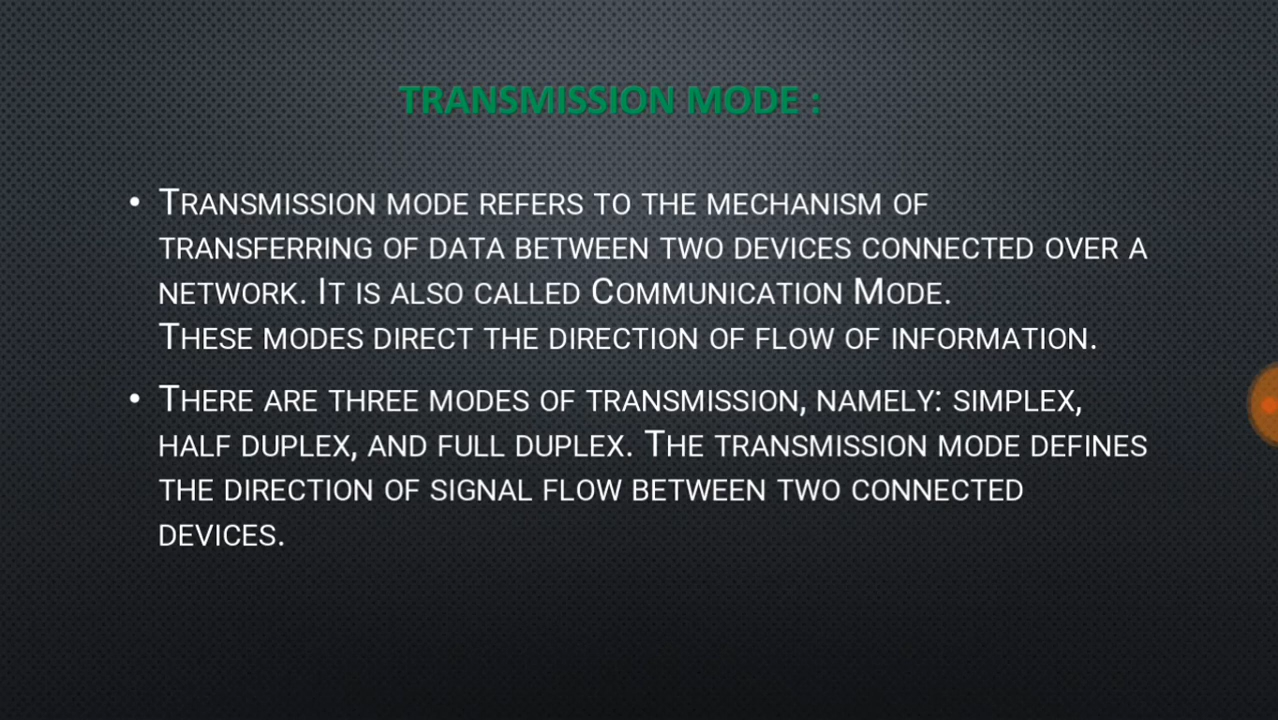 TRANSMISSION MODE :
• TRANSMISSION MODE REFERS TO THE MECHANISM OF
TRANSFERRING OF DATA BETWEEN TWO DEVICES CONNECTED OVER A
NETWORK. IT IS ALSO CALLED COMMUNICATION MODE.
THESE MODES DIRECT THE DIRECTION OF FLOW OF INFORMATION.
• THERE ARE THREE MODES OF TRANSMISSION, NAMELY: SIMPLEX,
HALF DUPLEX, AND FULL DUPLEX. THE TRANSMISSION MODE DEFINES
THE DIRECTION OF SIGNAL FLOW BETWEEN TWO CONNECTED
DEVICES.